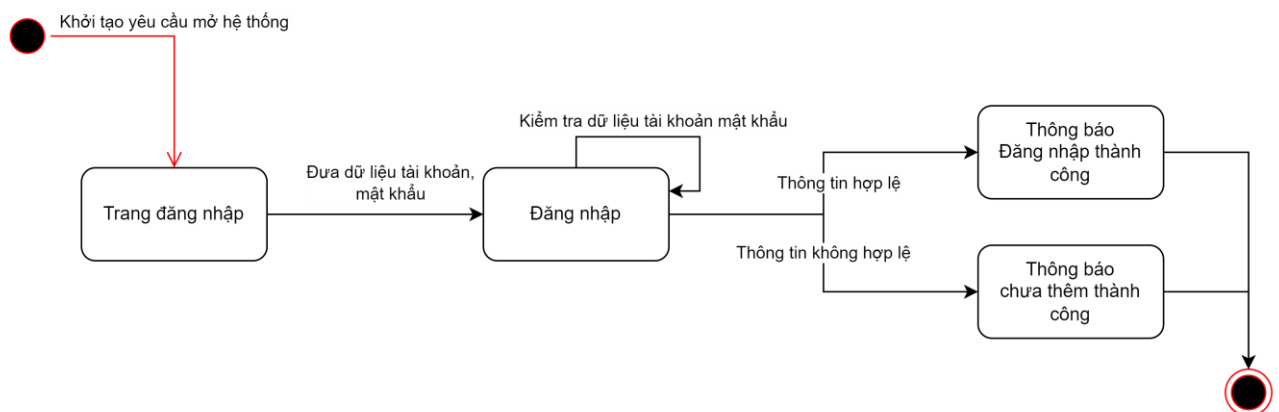 Khởi tạo yêu cầu mở hệ thống
Kiểm tra dữ liệu tài khoản mật khẩu
Đưa dữ liệu tài khoản,
mật khẩu
Trang đăng nhập
Đăng nhập
Thông tin hợp lệ
Thông tin không hợp lệ
Thông báo
Đăng nhập thành
công
Thông báo
chưa thêm thành
công